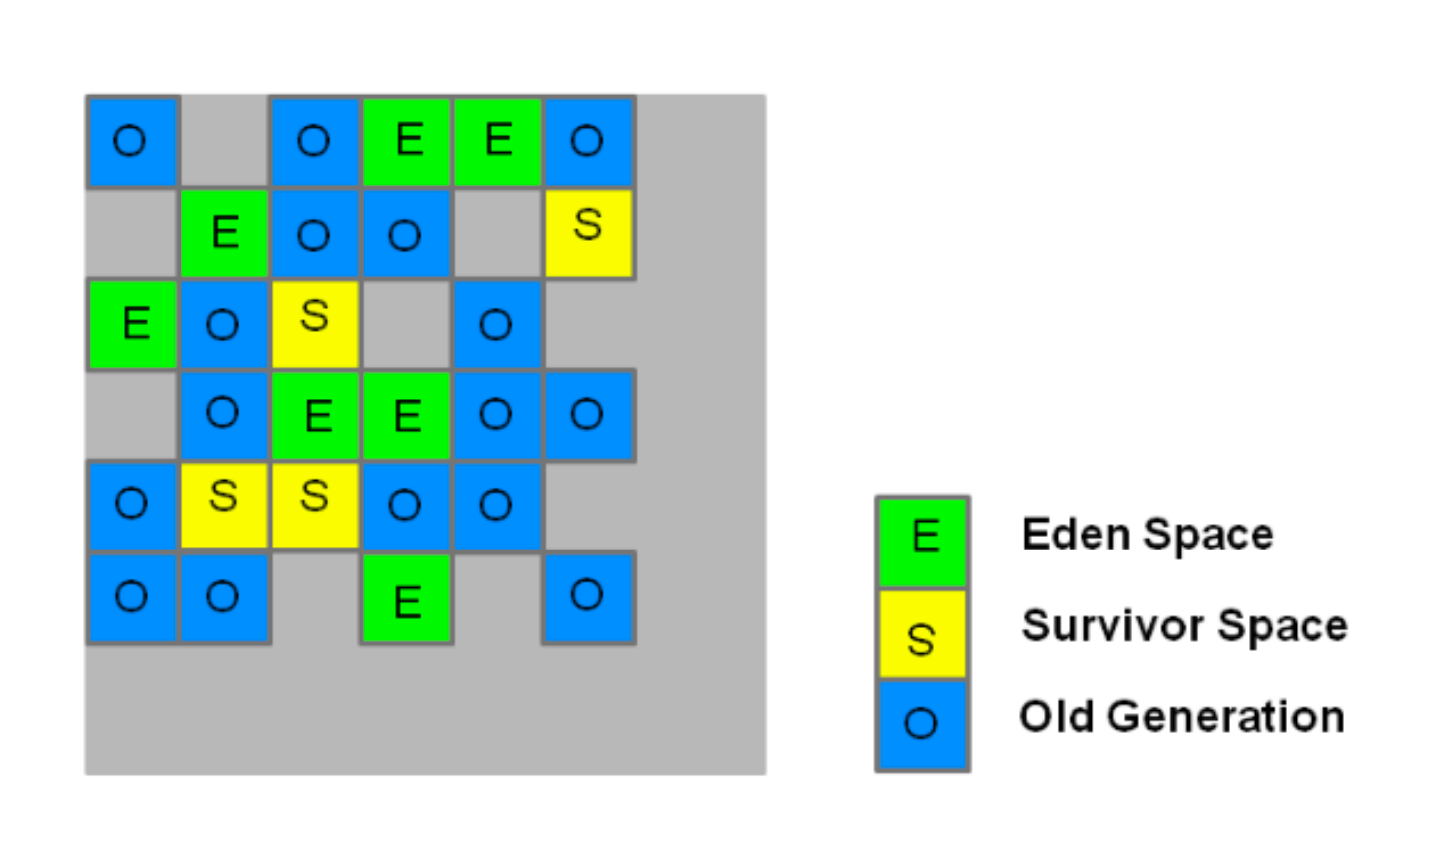 O O E E O
E O O S
E O S O
O E E O O
O S S O O
O O E O
E Eden Space
S Survivor Space
O Old Generation